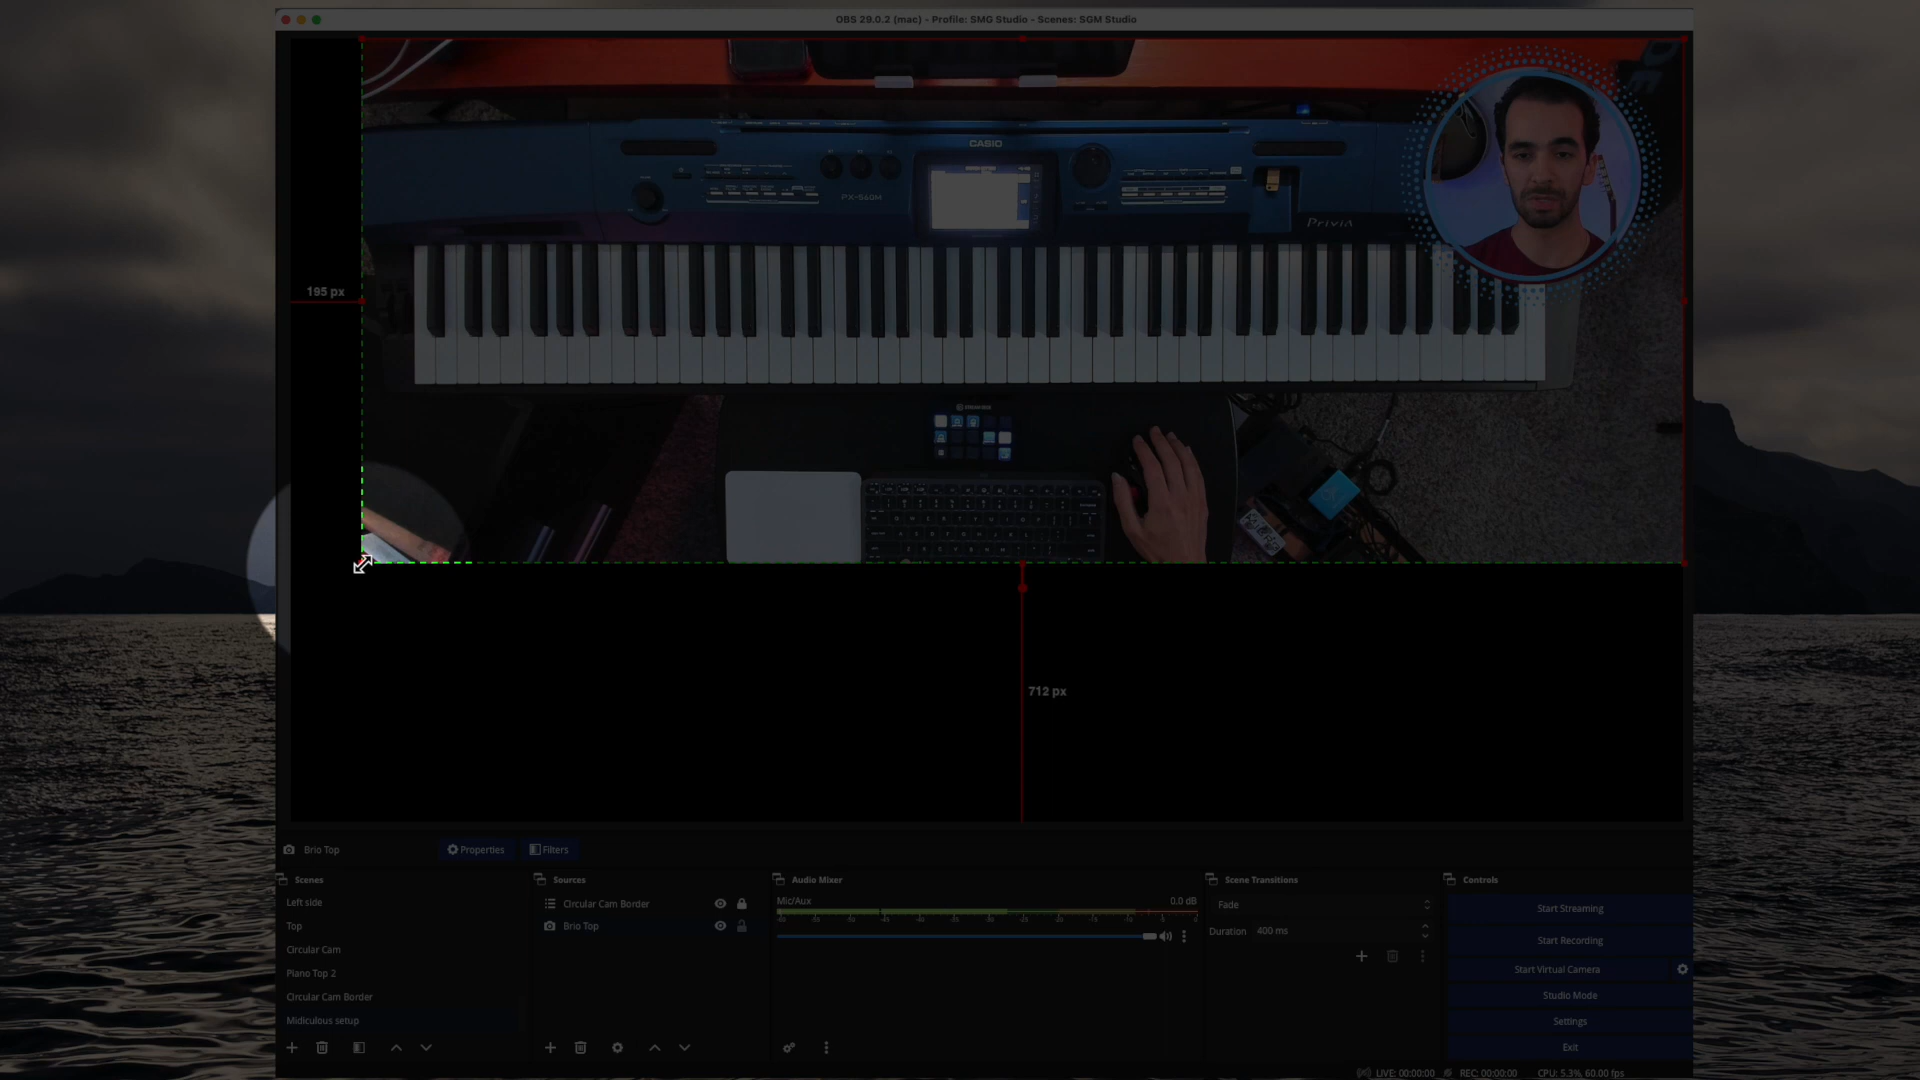 OBS 29.0.2 (mac) - Profile: SMG Studio - Scenes: SGM Studio
CASIO
PX-560M
Privia
195 px
712 px
Brio Top
Properties
Filters
Scenes
Left side
Top
Circular Cam
Piano Top 2
Circular Cam Border
Midiculous setup
Sources
Circular Cam Border
Brio Top
Audio Mixer
Mic/Aux
0.0 dB
Scene Transitions
Fade
Duration
400 ms
Controls
Start Streaming
Start Recording
Start Virtual Camera
Studio Mode
Settings
Exit
LIVE: 00:00:00
REC: 00:00:00
CPU: 5.3%, 60.00 fps